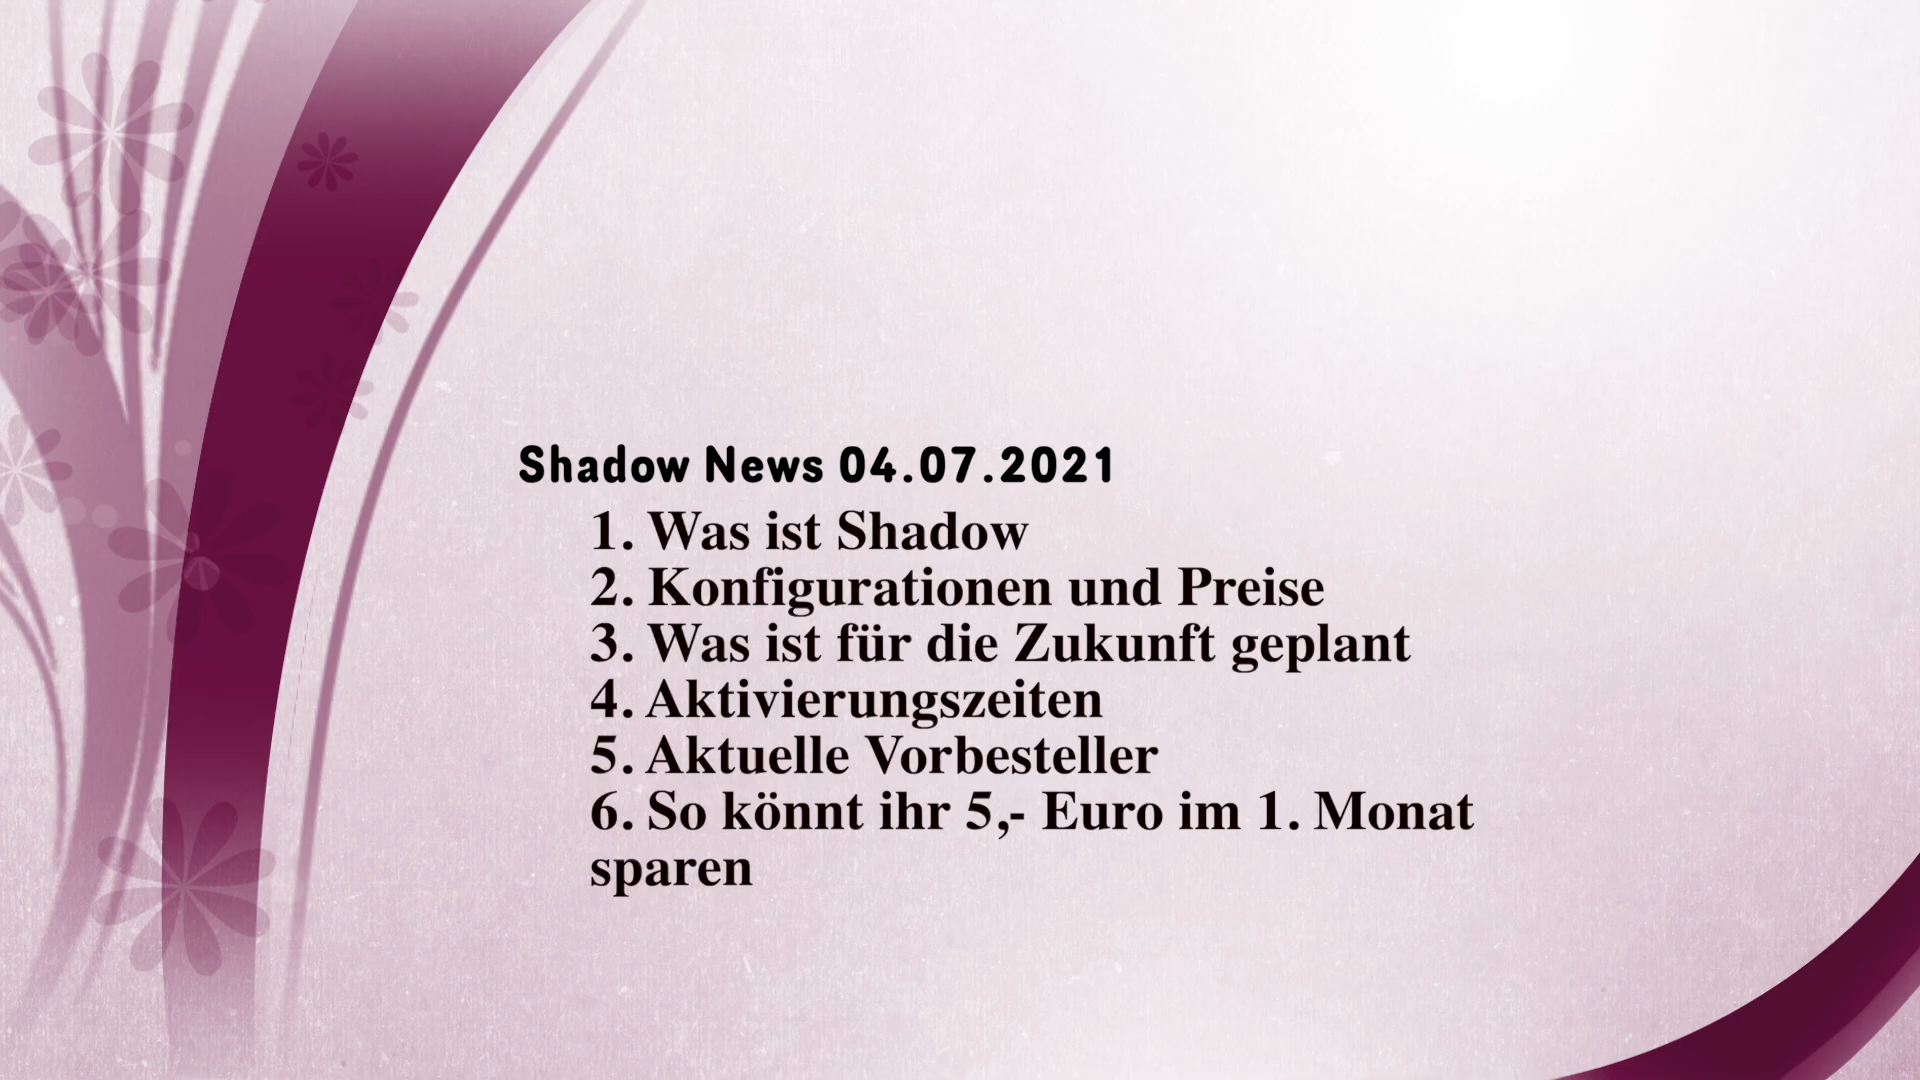 Shadow News 04.07.2021
1. Was ist Shadow
2. Konfigurationen und Preise
3. Was ist für die Zukunft geplant
4. Aktivierungszeiten
5. Aktuelle Vorbesteller
6. So könnt ihr 5,- Euro im 1. Monat
sparen